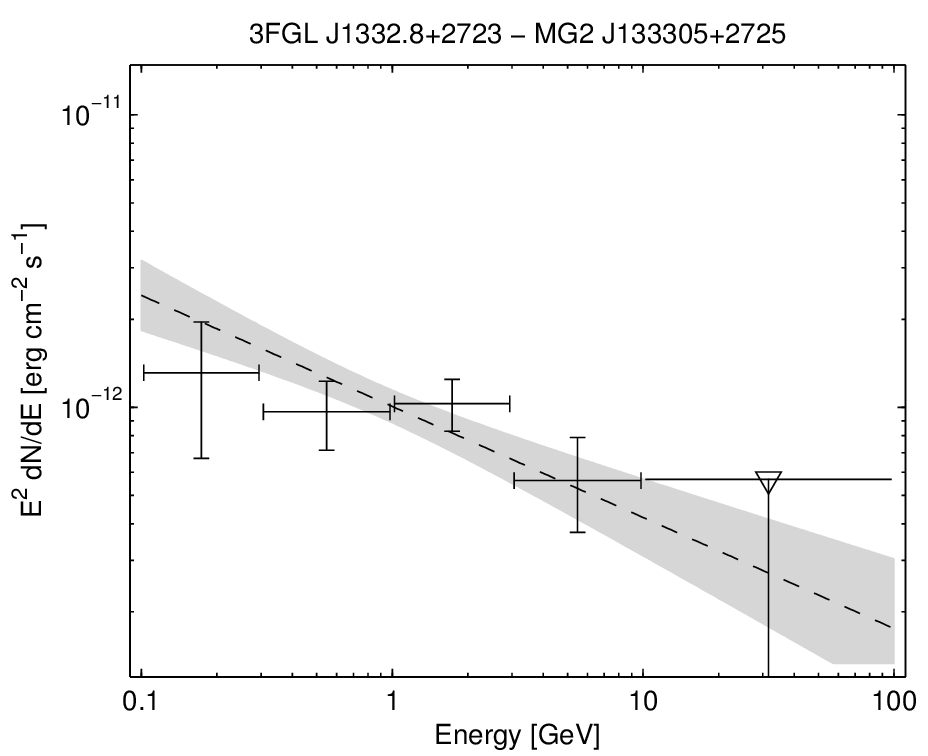 3FGL J1332.8+2723 − MG2 J133305+2725
10⁻¹¹
10⁻¹²
E² dN/dE [erg cm⁻² s⁻¹]
0.1 1 10 100
Energy [GeV]